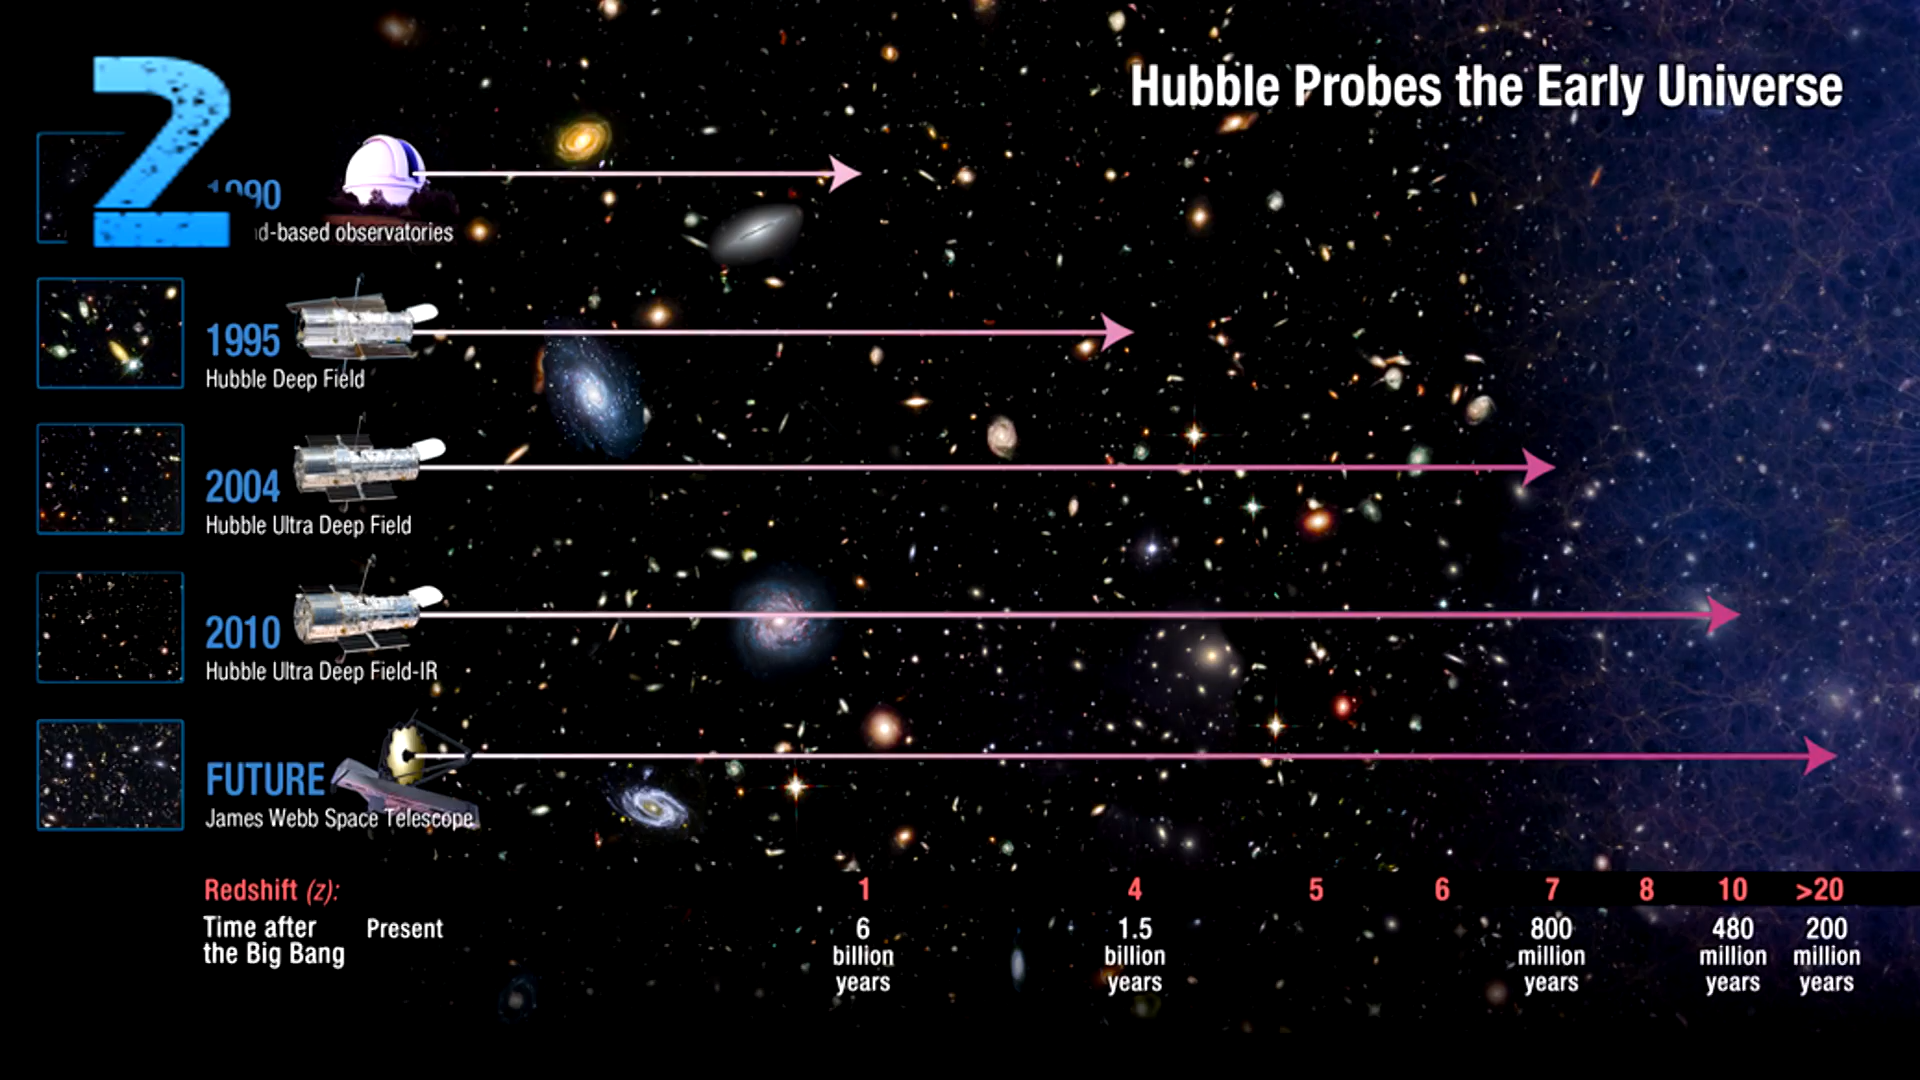 Hubble Probes the Early Universe
2
1990
d-based observatories
1995
Hubble Deep Field
2004
Hubble Ultra Deep Field
2010
Hubble Ultra Deep Field-IR
FUTURE
James Webb Space Telescope
Redshift (z): 1 4 5 6 7 8 10 >20
Time after the Big Bang
Present
6 billion years
1.5 billion years
800 million years
480 million years
200 million years